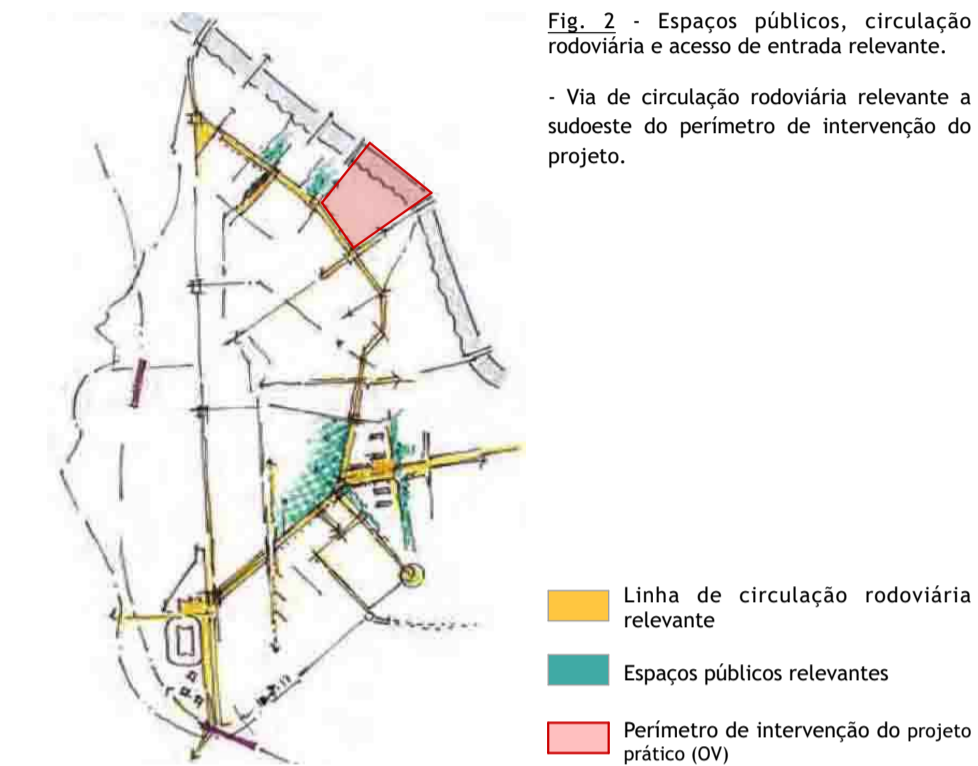 Fig. 2 - Espaços públicos, circulação
rodoviária e acesso de entrada relevante.
- Via de circulação rodoviária relevante a
sudoeste do perímetro de intervenção do
projeto.
Linha de circulação rodoviária
relevante
Espaços públicos relevantes
Perímetro de intervenção do projeto
prático (OV)